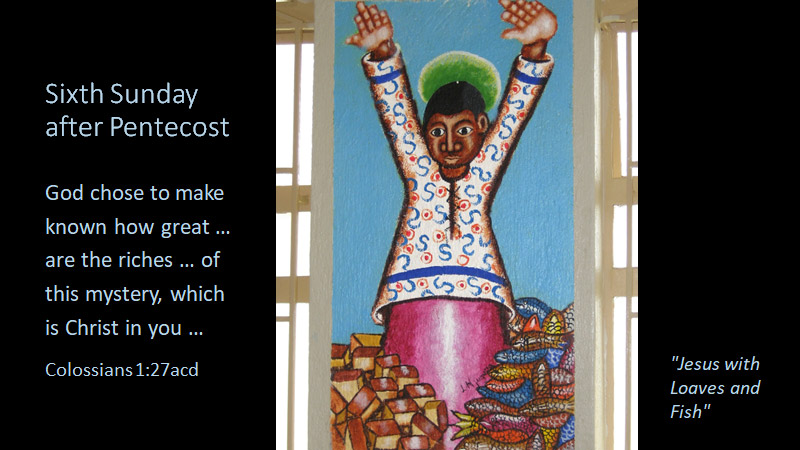 Sixth Sunday
after Pentecost
God chose to make
known how great …
are the riches … of
this mystery, which
is Christ in you …
Colossians 1:27acd
"Jesus with
Loaves and
Fish"